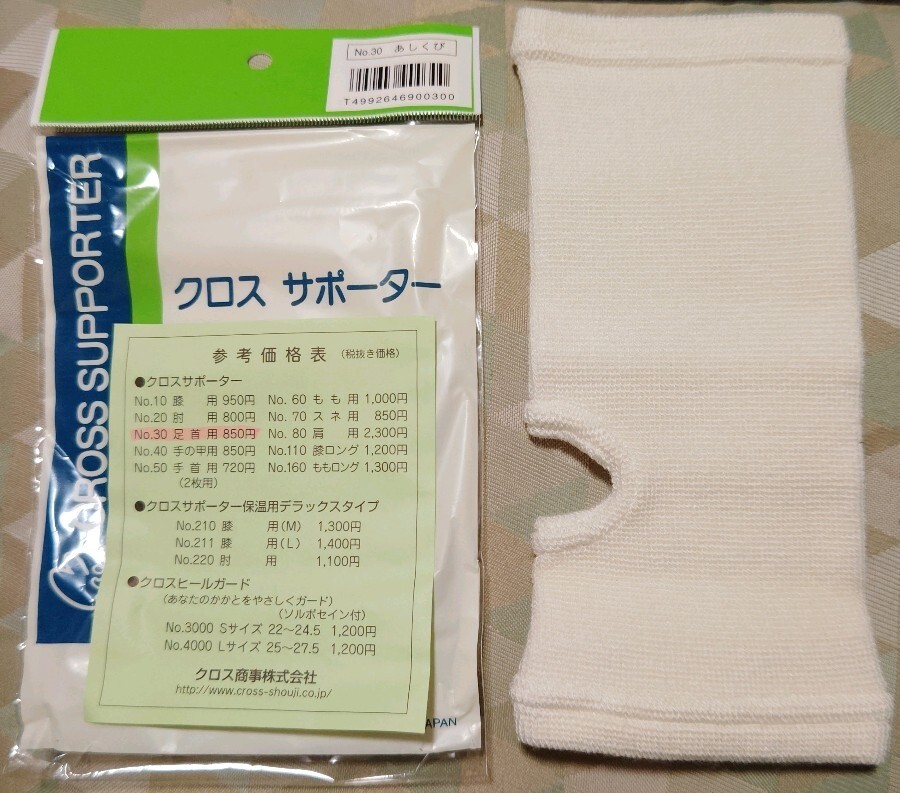 No.30 あしくび
T4992646900300
CROSS SUPPORTER
クロス サポーター
参考価格表 (税抜き価格)
●クロスサポーター
No.10 膝 用 950円 No. 60 もも用 1,000円
No.20 肘 用 800円 No. 70 スネ用 850円
No.30 足首用 850円 No. 80 肩 用 2,300円
No.40 手の甲用 850円 No.110 膝ロング 1,200円
No.50 手首用 720円 No.160 ももロング 1,300円
(2枚用)
●クロスサポーター保温用デラックスタイプ
No.210 膝 用(M) 1,300円
No.211 膝 用(L) 1,400円
No.220 肘 用 1,100円
●クロスヒールガード
(あなたのかかとをやさしくガード)
(ソルボセイン付)
No.3000 Sサイズ 22〜24.5 1,200円
No.4000 Lサイズ 25〜27.5 1,200円
クロス商事株式会社
http://www.cross-shouji.co.jp/